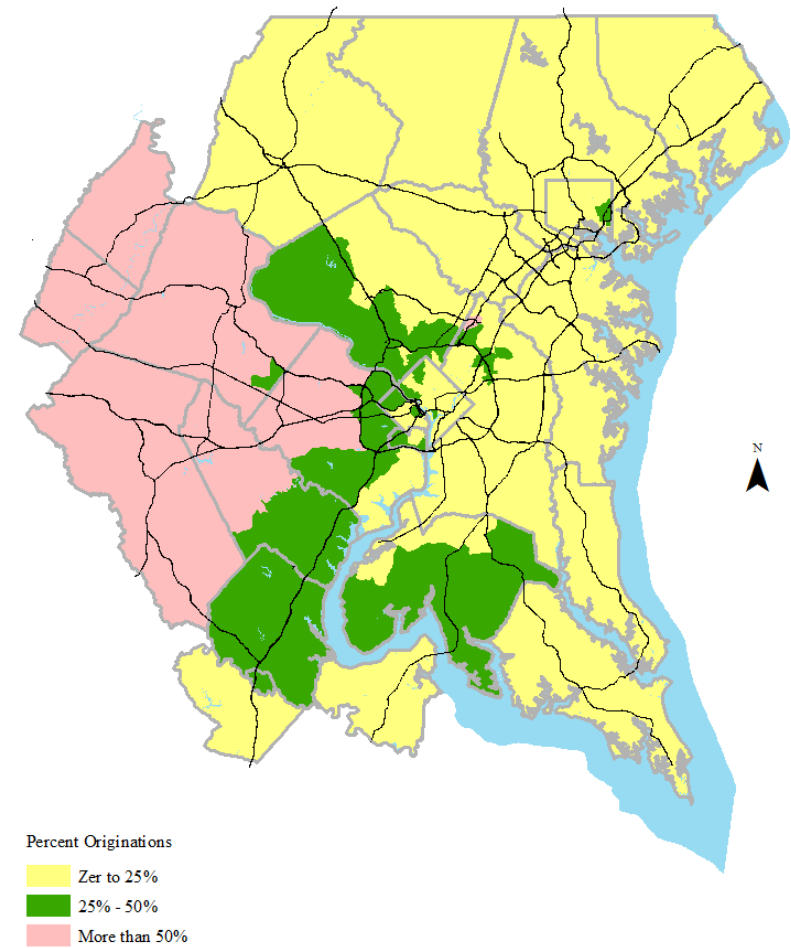 N
Percent Originations
Zer to 25%
25% - 50%
More than 50%